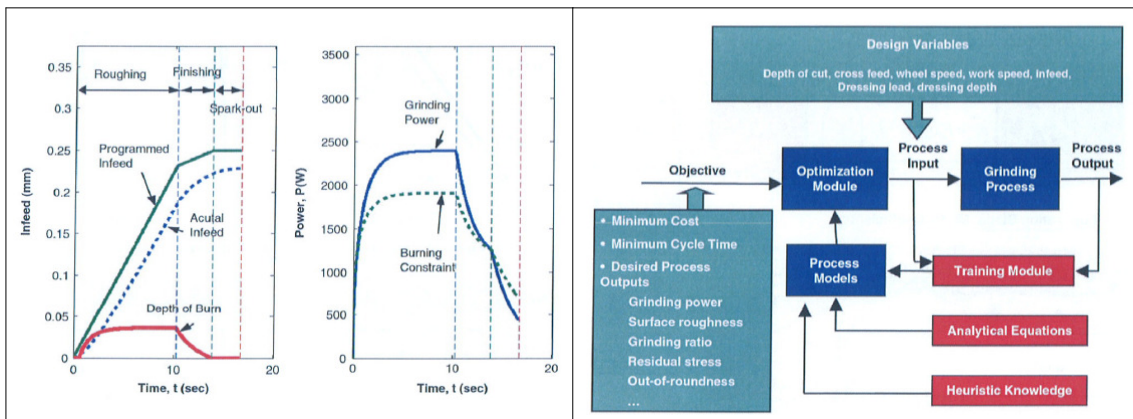 Infeed (mm)
0.35
0.3
0.25
0.2
0.15
0.1
0.05
0
Roughing
Finishing
Spark-out
Programmed
Infeed
Acutal
Infeed
Depth of Burn
0
10
20
Time, t (sec)
Power, P(W)
3500
3000
2500
2000
1500
1000
500
0
Grinding
Power
Burning
Constraint
0
10
20
Time, t (sec)
Design Variables
Depth of cut, cross feed, wheel speed, work speed, infeed,
Dressing lead, dressing depth
Objective
Optimization
Module
Process
Input
Grinding
Process
Process
Output
• Minimum Cost
• Minimum Cycle Time
• Desired Process
Outputs
Grinding power
Surface roughness
Grinding ratio
Residual stress
Out-of-roundness
...
Process
Models
Training Module
Analytical Equations
Heuristic Knowledge